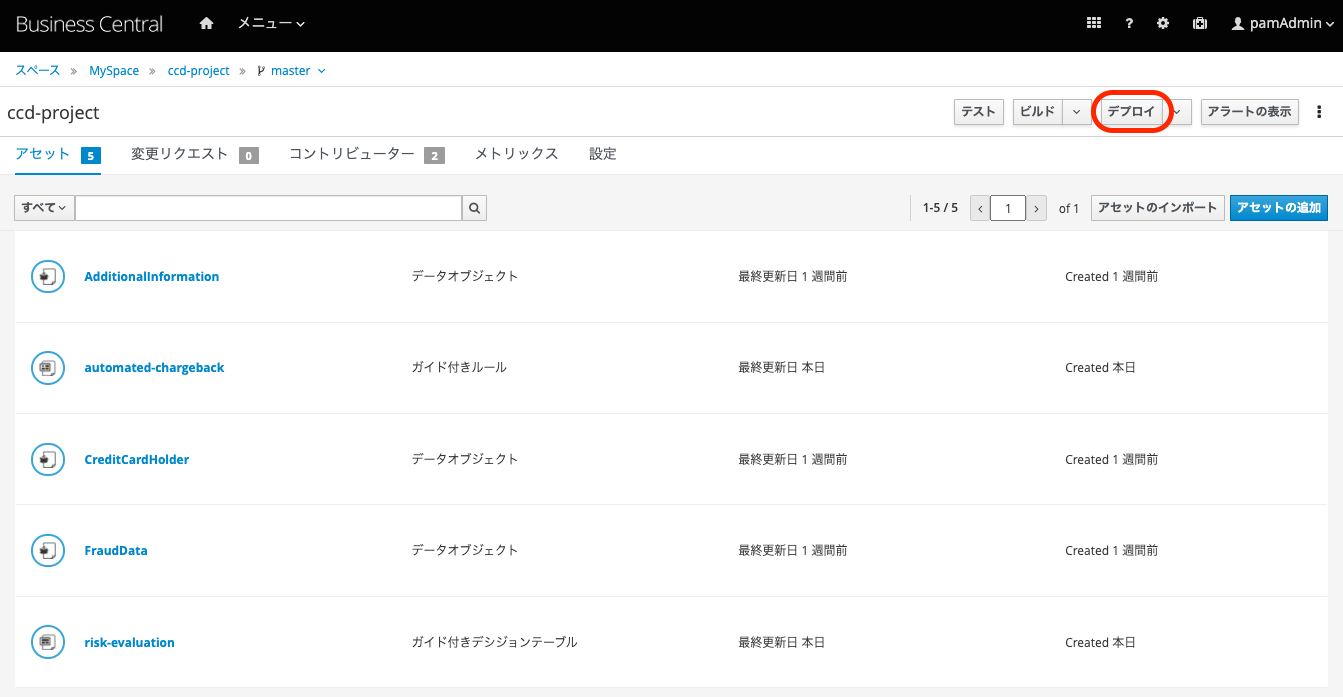 Business Central メニュー ? pamAdmin
スペース » MySpace » ccd-project » master
ccd-project テスト ビルド デプロイ アラートの表示
アセット 5 変更リクエスト 0 コントリビューター 2 メトリックス 設定
すべて 1-5 / 5 < 1 > of 1 アセットのインポート アセットの追加
AdditionalInformation データオブジェクト 最終更新日 1 週間前 Created 1 週間前
automated-chargeback ガイド付きルール 最終更新日 本日 Created 本日
CreditCardHolder データオブジェクト 最終更新日 1 週間前 Created 1 週間前
FraudData データオブジェクト 最終更新日 1 週間前 Created 1 週間前
risk-evaluation ガイド付きデシジョンテーブル 最終更新日 本日 Created 本日